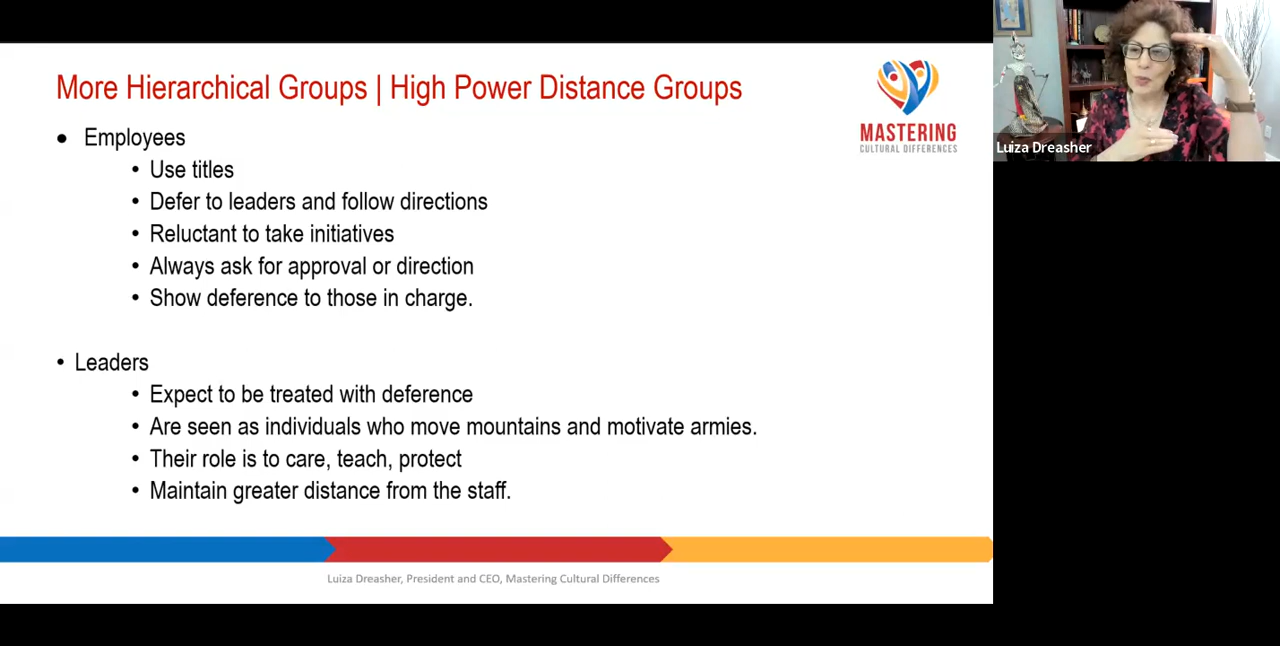 More Hierarchical Groups | High Power Distance Groups
MASTERING
CULTURAL DIFFERENCES
Luiza Dreasher
• Employees
• Use titles
• Defer to leaders and follow directions
• Reluctant to take initiatives
• Always ask for approval or direction
• Show deference to those in charge.
• Leaders
• Expect to be treated with deference
• Are seen as individuals who move mountains and motivate armies.
• Their role is to care, teach, protect
• Maintain greater distance from the staff.
Luiza Dreasher, President and CEO, Mastering Cultural Differences